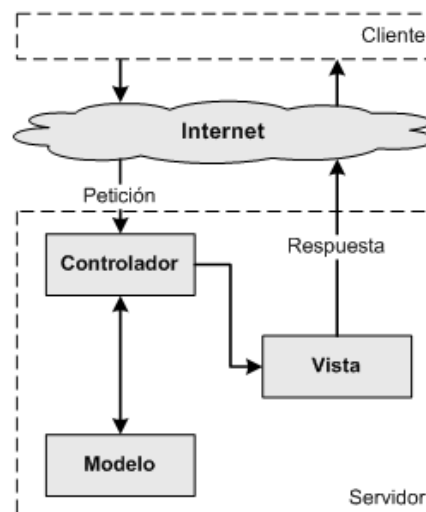 Cliente
Internet
Petición
Controlador
Respuesta
Vista
Modelo
Servidor